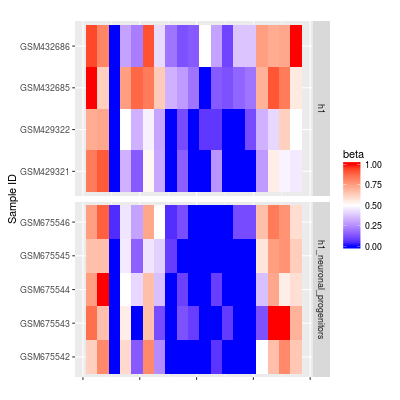 Sample ID
GSM432686
GSM432685
GSM429322
GSM429321
h1
GSM675546
GSM675545
GSM675544
GSM675543
GSM675542
h1_neuronal_progenitors
beta
1.00
0.75
0.50
0.25
0.00